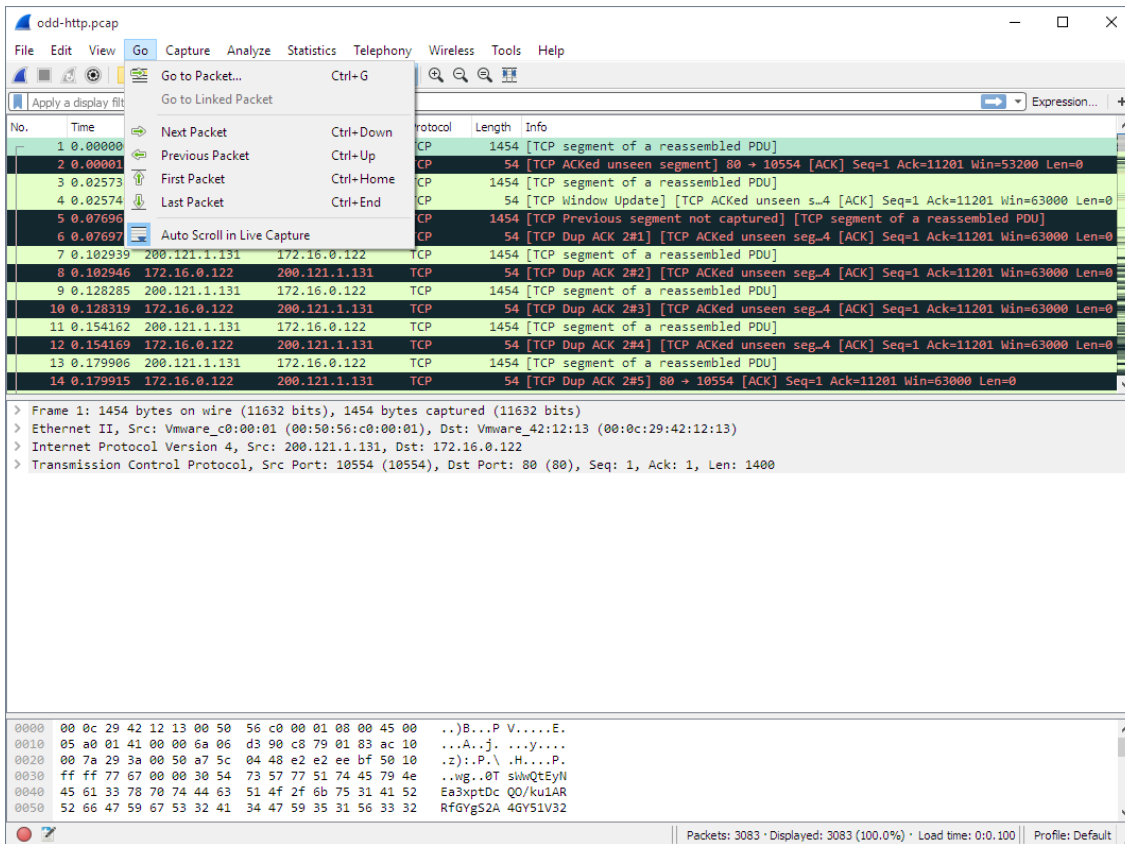 odd-http.pcap
File Edit View Go Capture Analyze Statistics Telephony Wireless Tools Help
Go to Packet... Ctrl+G
Apply a display filt Go to Linked Packet Expression... +
No. Time Next Packet Ctrl+Down rotocol Length Info
1 0.00000 Previous Packet Ctrl+Up CP 1454 [TCP segment of a reassembled PDU]
2 0.00001 CP 54 [TCP ACKed unseen segment] 80 → 10554 [ACK] Seq=1 Ack=11201 Win=53200 Len=0
3 0.02573 First Packet Ctrl+Home CP 1454 [TCP segment of a reassembled PDU]
4 0.02574 Last Packet Ctrl+End CP 54 [TCP Window Update] [TCP ACKed unseen s…4 [ACK] Seq=1 Ack=11201 Win=63000 Len=0
5 0.07696 CP 1454 [TCP Previous segment not captured] [TCP segment of a reassembled PDU]
6 0.07697 Auto Scroll in Live Capture CP 54 [TCP Dup ACK 2#1] [TCP ACKed unseen seg…4 [ACK] Seq=1 Ack=11201 Win=63000 Len=0
7 0.102939 200.121.1.131 172.16.0.122 TCP 1454 [TCP segment of a reassembled PDU]
8 0.102946 172.16.0.122 200.121.1.131 TCP 54 [TCP Dup ACK 2#2] [TCP ACKed unseen seg…4 [ACK] Seq=1 Ack=11201 Win=63000 Len=0
9 0.128285 200.121.1.131 172.16.0.122 TCP 1454 [TCP segment of a reassembled PDU]
10 0.128319 172.16.0.122 200.121.1.131 TCP 54 [TCP Dup ACK 2#3] [TCP ACKed unseen seg…4 [ACK] Seq=1 Ack=11201 Win=63000 Len=0
11 0.154162 200.121.1.131 172.16.0.122 TCP 1454 [TCP segment of a reassembled PDU]
12 0.154169 172.16.0.122 200.121.1.131 TCP 54 [TCP Dup ACK 2#4] [TCP ACKed unseen seg…4 [ACK] Seq=1 Ack=11201 Win=63000 Len=0
13 0.179906 200.121.1.131 172.16.0.122 TCP 1454 [TCP segment of a reassembled PDU]
14 0.179915 172.16.0.122 200.121.1.131 TCP 54 [TCP Dup ACK 2#5] 80 → 10554 [ACK] Seq=1 Ack=11201 Win=63000 Len=0
> Frame 1: 1454 bytes on wire (11632 bits), 1454 bytes captured (11632 bits)
> Ethernet II, Src: Vmware_c0:00:01 (00:50:56:c0:00:01), Dst: Vmware_42:12:13 (00:0c:29:42:12:13)
> Internet Protocol Version 4, Src: 200.121.1.131, Dst: 172.16.0.122
> Transmission Control Protocol, Src Port: 10554 (10554), Dst Port: 80 (80), Seq: 1, Ack: 1, Len: 1400
0000 00 0c 29 42 12 13 00 50 56 c0 00 01 08 00 45 00 ..)B...P V.....E.
0010 05 a0 01 41 00 00 6a 06 d3 90 c8 79 01 83 ac 10 ...A..j. ...y....
0020 00 7a 29 3a 00 50 a7 5c 04 48 e2 e2 ee bf 50 10 .z):.P.\ .H....P.
0030 ff ff 77 67 00 00 30 54 73 57 77 51 74 45 79 4e ..wg..0T sWwQtEyN
0040 45 61 33 78 70 74 44 63 51 4f 2f 6b 75 31 41 52 Ea3xptDc QO/ku1AR
0050 52 66 47 59 67 53 32 41 34 47 59 35 31 56 33 32 RfGYgS2A 4GY51V32
Packets: 3083 · Displayed: 3083 (100.0%) · Load time: 0:0.100 Profile: Default